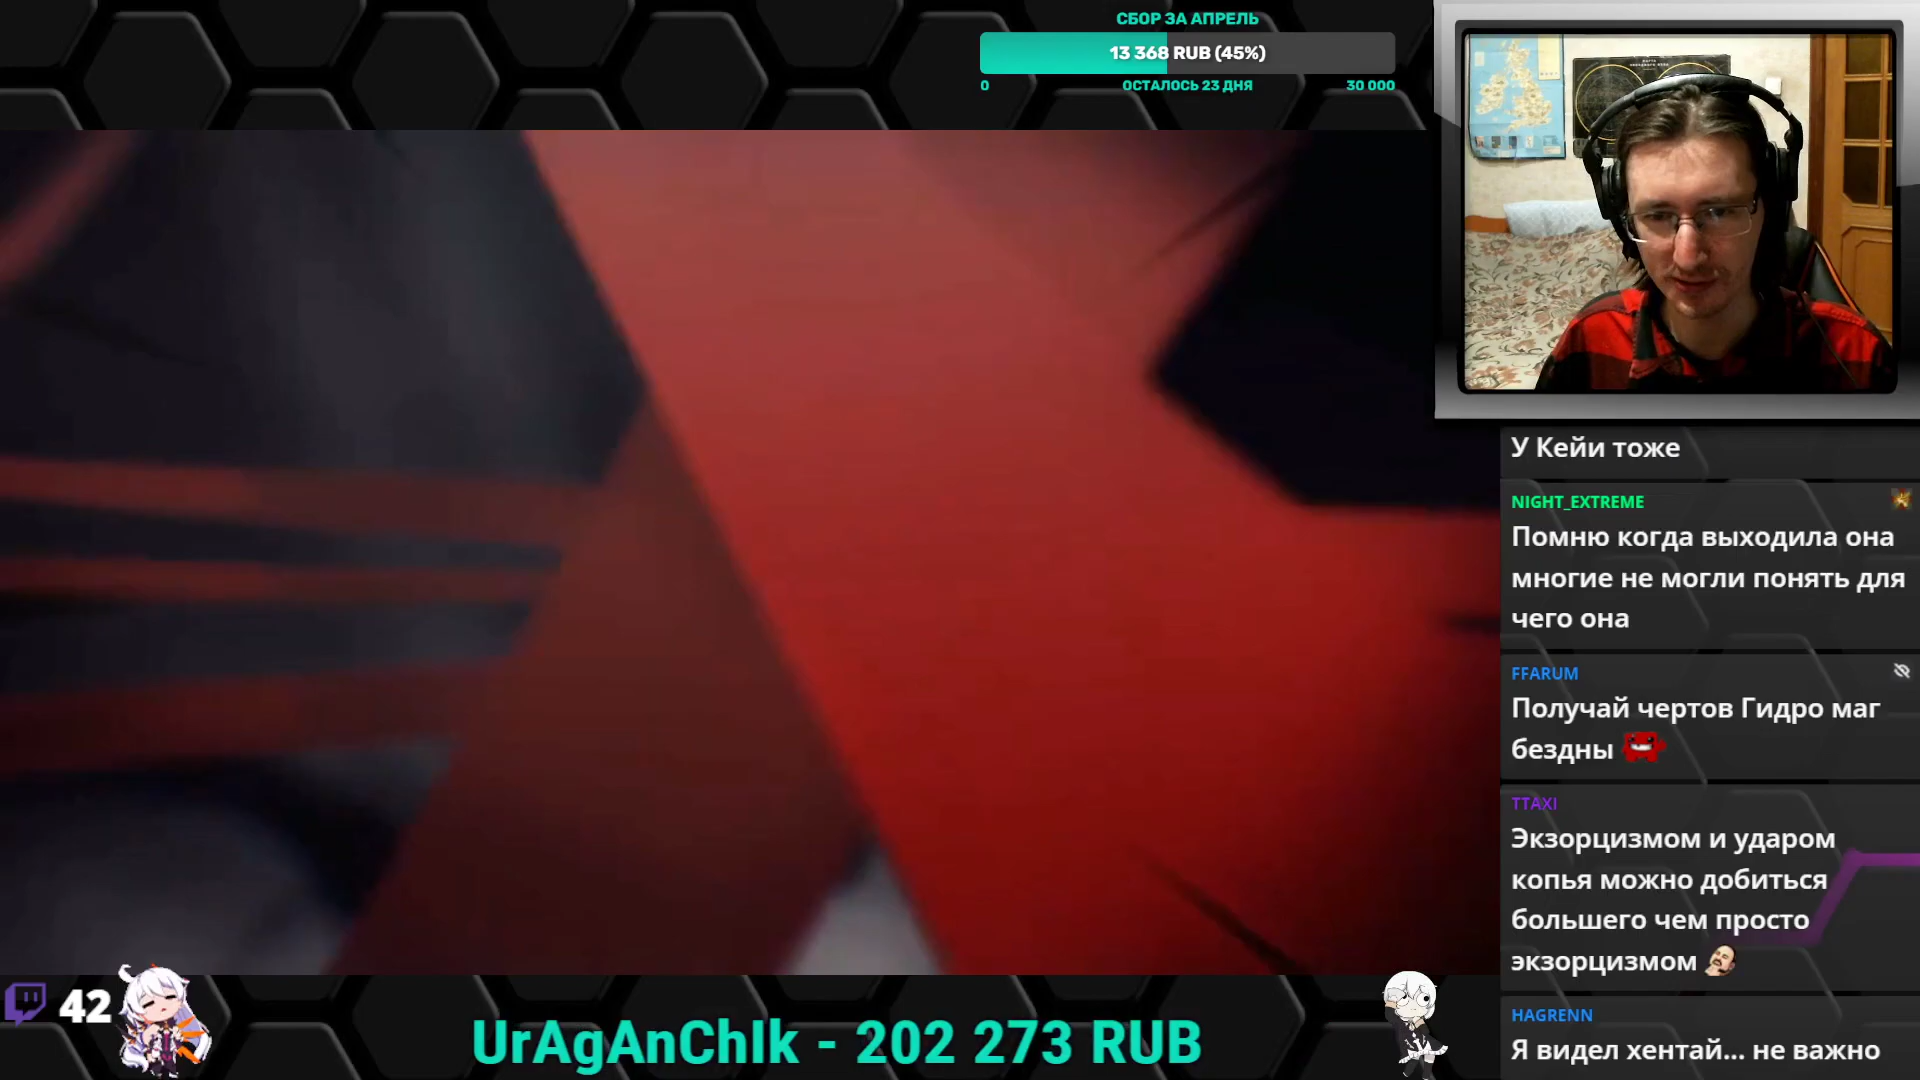 СБОР ЗА АПРЕЛЬ
13 368 RUB (45%)
0 ОСТАЛОСЬ 23 ДНЯ 30 000
У Кейи тоже
NIGHT_EXTREME
Помню когда выходила она
многие не могли понять для
чего она
FFARUM
Получай чертов Гидро маг
бездны
TTAXI
Экзорцизмом и ударом
копья можно добиться
большего чем просто
экзорцизмом
HAGRENN
Я видел хентай... не важно
42
UrAgAnChIk - 202 273 RUB